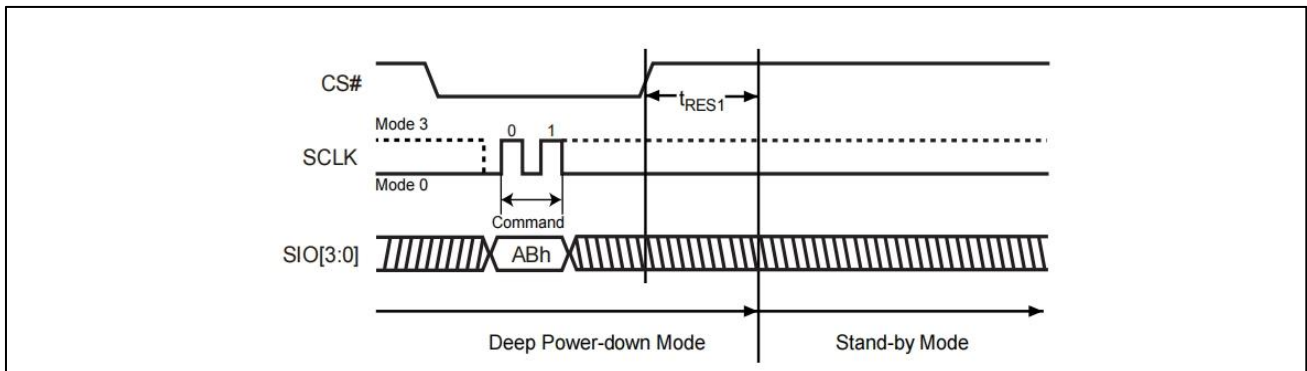 CS#
tRES1
Mode 3
0 1
SCLK
Mode 0
Command
SIO[3:0]
ABh
Deep Power-down Mode
Stand-by Mode